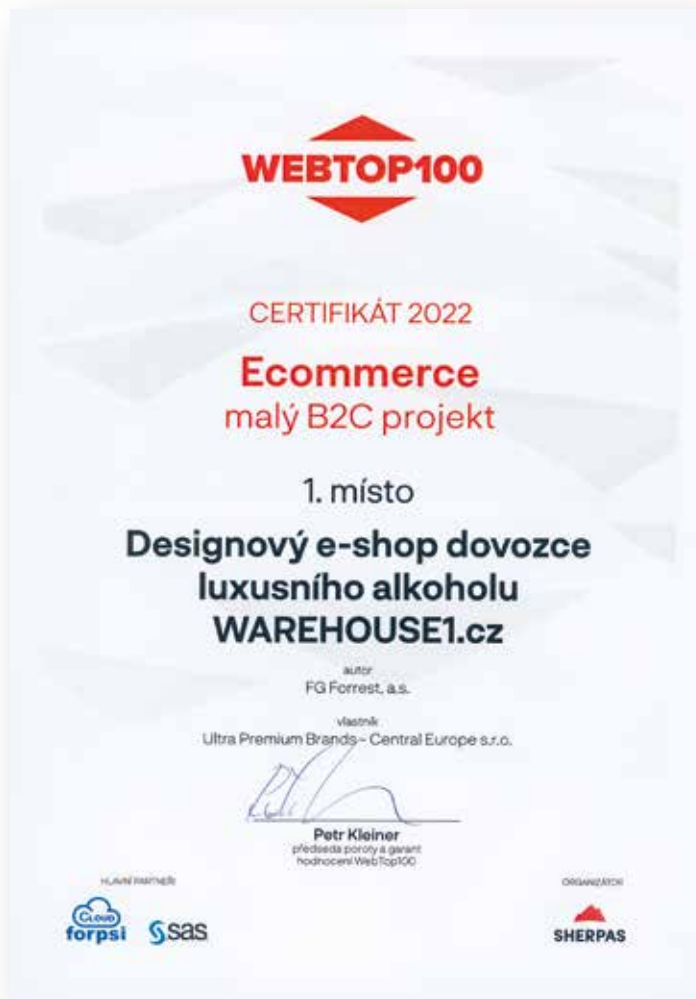 WEBTOP100
CERTIFIKÁT 2022
Ecommerce
malý B2C projekt
1. místo
Designový e-shop dovozce
luxusního alkoholu
WAREHOUSE1.cz
autor
FG Forrest, a.s.
vlastník
Ultra Premium Brands - Central Europe s.r.o.
Petr Kleiner
předseda poroty a garant
hodnocení WebTop100
HLAVNÍ PARTNEŘI
ORGANIZÁTOR
CLOUD
forpsi
sas
SHERPAS